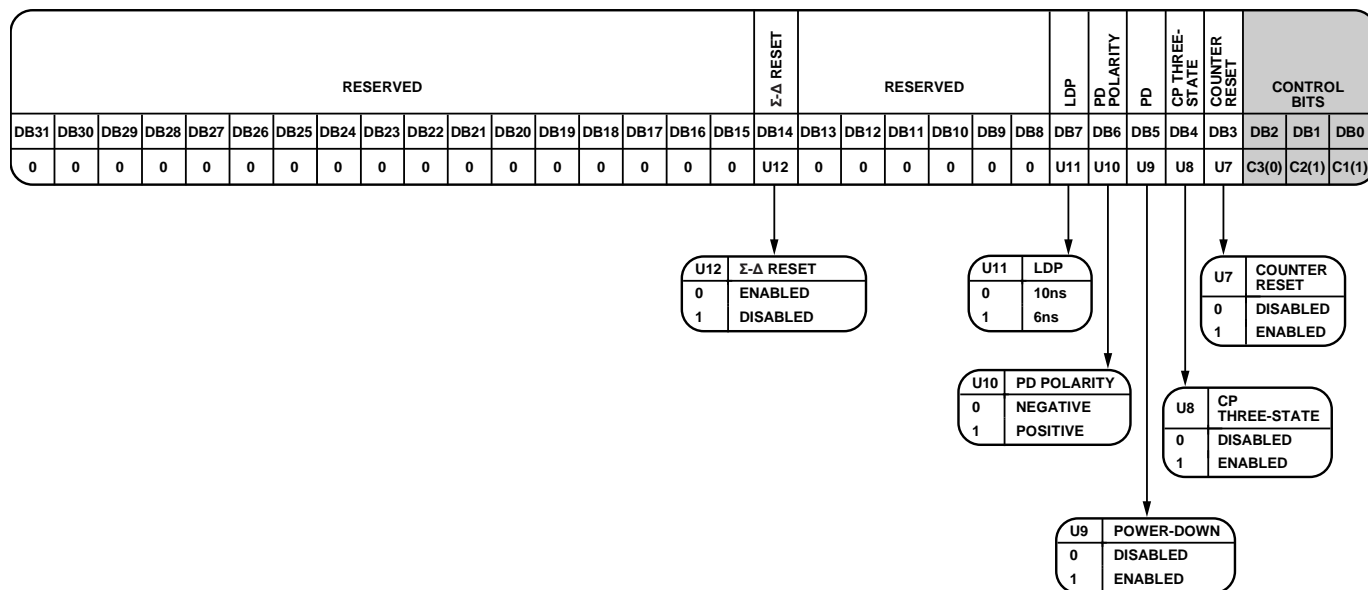 RESERVED
Σ-Δ RESET
RESERVED
LDP
PD
POLARITY
PD
CP THREE-
STATE
COUNTER
RESET
CONTROL
BITS
DB31 DB30 DB29 DB28 DB27 DB26 DB25 DB24 DB23 DB22 DB21 DB20 DB19 DB18 DB17 DB16 DB15 DB14 DB13 DB12 DB11 DB10 DB9 DB8 DB7 DB6 DB5 DB4 DB3 DB2 DB1 DB0
0 0 0 0 0 0 0 0 0 0 0 0 0 0 0 0 0 U12 0 0 0 0 0 0 U11 U10 U9 U8 U7 C3(0) C2(1) C1(1)
U12 Σ-Δ RESET
0 ENABLED
1 DISABLED
U11 LDP
0 10ns
1 6ns
U7 COUNTER
RESET
0 DISABLED
1 ENABLED
U10 PD POLARITY
0 NEGATIVE
1 POSITIVE
U8 CP
THREE-STATE
0 DISABLED
1 ENABLED
U9 POWER-DOWN
0 DISABLED
1 ENABLED